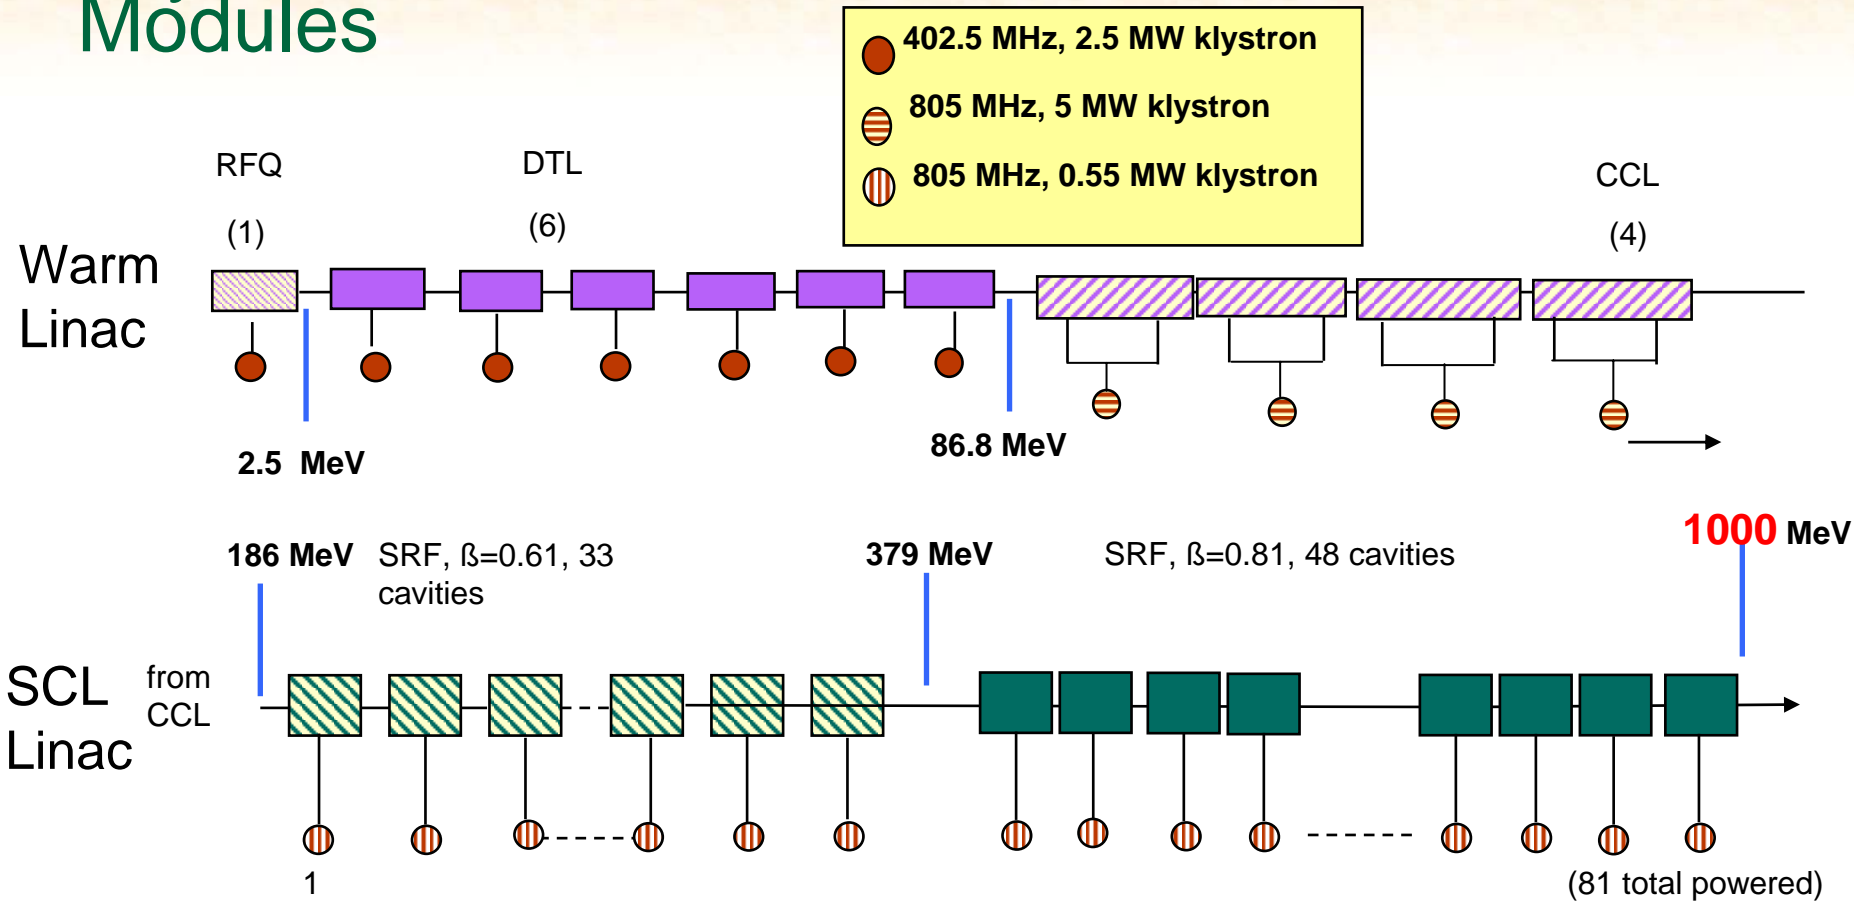 Modules
402.5 MHz, 2.5 MW klystron
805 MHz, 5 MW klystron
805 MHz, 0.55 MW klystron
RFQ
(1)
DTL
(6)
CCL
(4)
Warm
Linac
2.5 MeV
86.8 MeV
186 MeV
SRF, ß=0.61, 33
cavities
379 MeV
SRF, ß=0.81, 48 cavities
1000 MeV
SCL
Linac
from
CCL
1
(81 total powered)